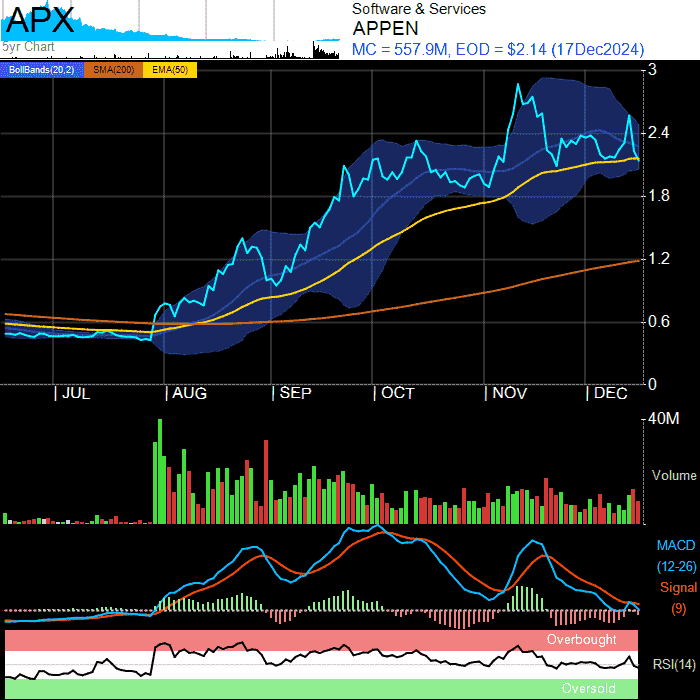 APX
5yr Chart
Software & Services
APPEN
MC = 557.9M, EOD = $2.14 (17Dec2024)
BollBands(20,2) SMA(200) EMA(50)
3
2.4
1.8
1.2
0.6
0
JUL AUG SEP OCT NOV DEC
40M
Volume
MACD
(12-26)
Signal
(9)
Overbought
RSI(14)
Oversold